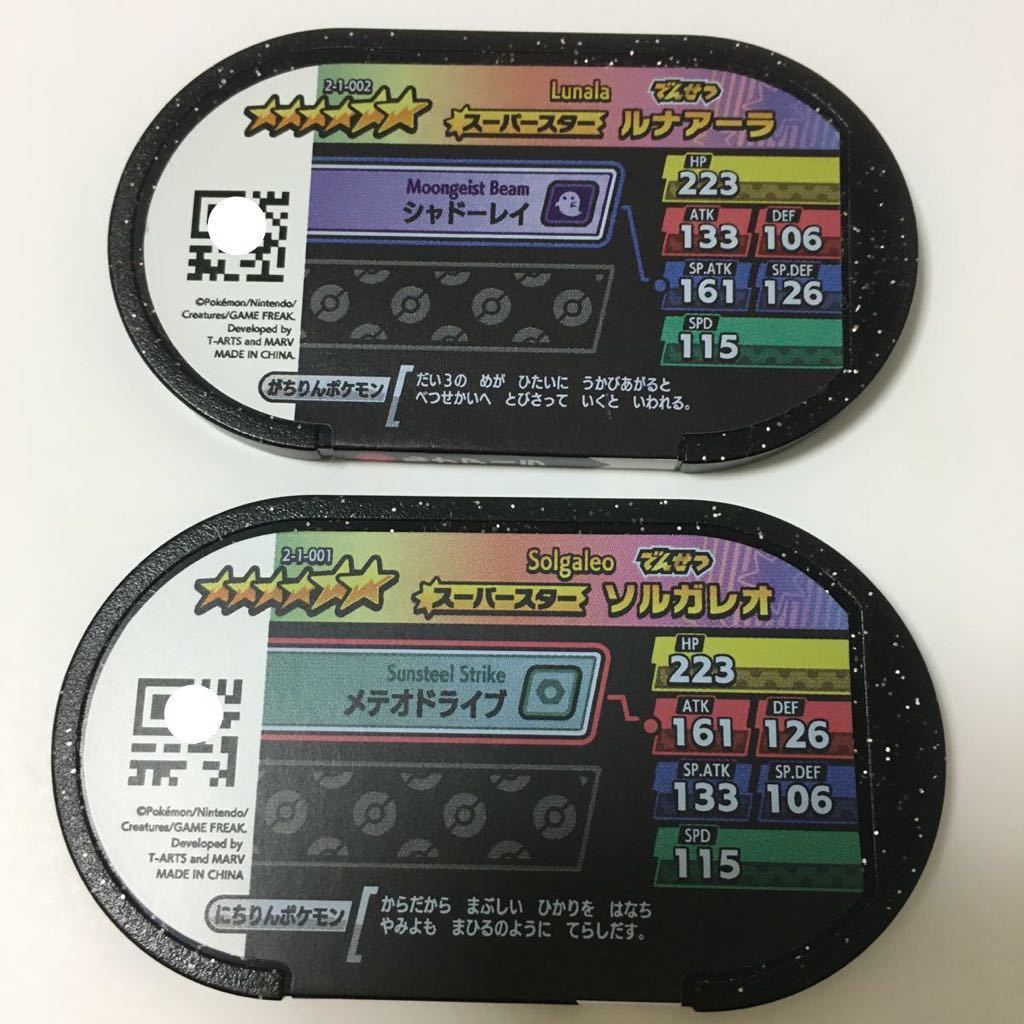 2-1-002
Lunala でんせつ
スーパースター ルナアーラ
Moongeist Beam
シャドーレイ
HP
223
ATK DEF
133 106
SP.ATK SP.DEF
161 126
SPD
115
©Pokémon/Nintendo/
Creatures/GAME FREAK.
Developed by
T-ARTS and MARV
MADE IN CHINA.
がちりんポケモン
だい3の めが ひたいに うかびあがると
べつせかいへ とびさって いくと いわれる。
2-1-001
Solgaleo でんせつ
スーパースター ソルガレオ
Sunsteel Strike
メテオドライブ
HP
223
ATK DEF
161 126
SP.ATK SP.DEF
133 106
SPD
115
©Pokémon/Nintendo/
Creatures/GAME FREAK.
Developed by
T-ARTS and MARV
MADE IN CHINA
にちりんポケモン
からだから まぶしい ひかりを はなち
やみよも まひるのように てらしだす。